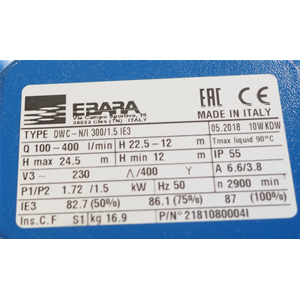 EBARA
Via Campo Sportivo, 30
38023 Cles (TN) . ITALY
EAC CE
MADE IN ITALY
TYPE DWC-N/I 300/1.5 IE3
05.2018 10WKDW
Q 100-400 l/min H 22.5-12 m
Tmax liquid 90°C
H max 24.5 m H min 12 m IP 55
V3~ 230 △/400 Y A 6.6/3.8
P1/P2 1.72 /1.5 kW Hz 50 n 2900 min
IE3 82.7 (50%) 86.1 (75%) 87 (100%)
Ins.C.F S1 kg 16.9 P/N° 2181080004I